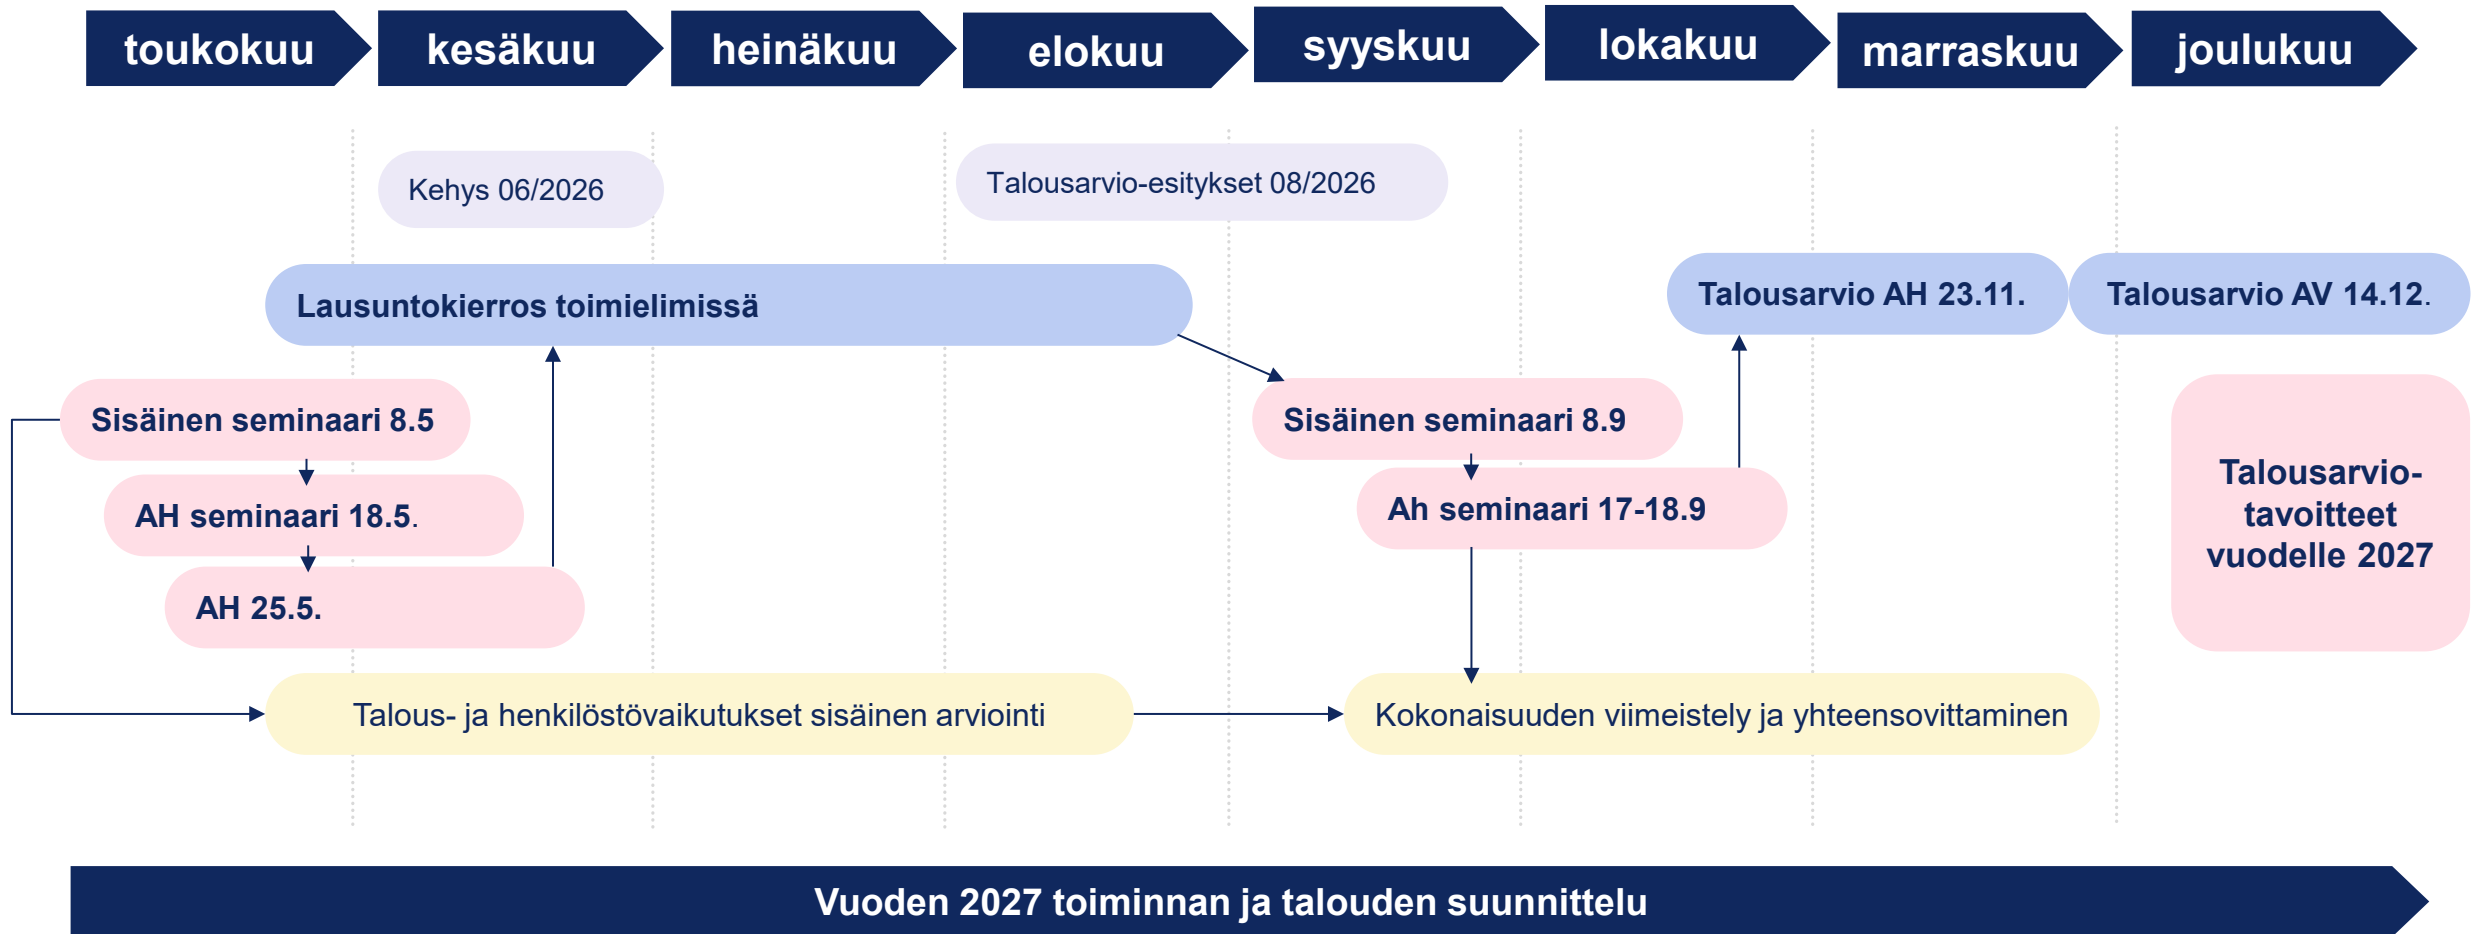 toukokuu
kesäkuu
heinäkuu
elokuu
syyskuu
lokakuu
marraskuu
joulukuu
Kehys 06/2026
Talousarvio-esitykset 08/2026
Lausuntokierros toimielimissä
Talousarvio AH 23.11.
Talousarvio AV 14.12.
Sisäinen seminaari 8.5
Sisäinen seminaari 8.9
AH seminaari 18.5.
Ah seminaari 17-18.9
AH 25.5.
Talousarvio-
tavoitteet
vuodelle 2027
Talous- ja henkilöstövaikutukset sisäinen arviointi
Kokonaisuuden viimeistely ja yhteensovittaminen
Vuoden 2027 toiminnan ja talouden suunnittelu